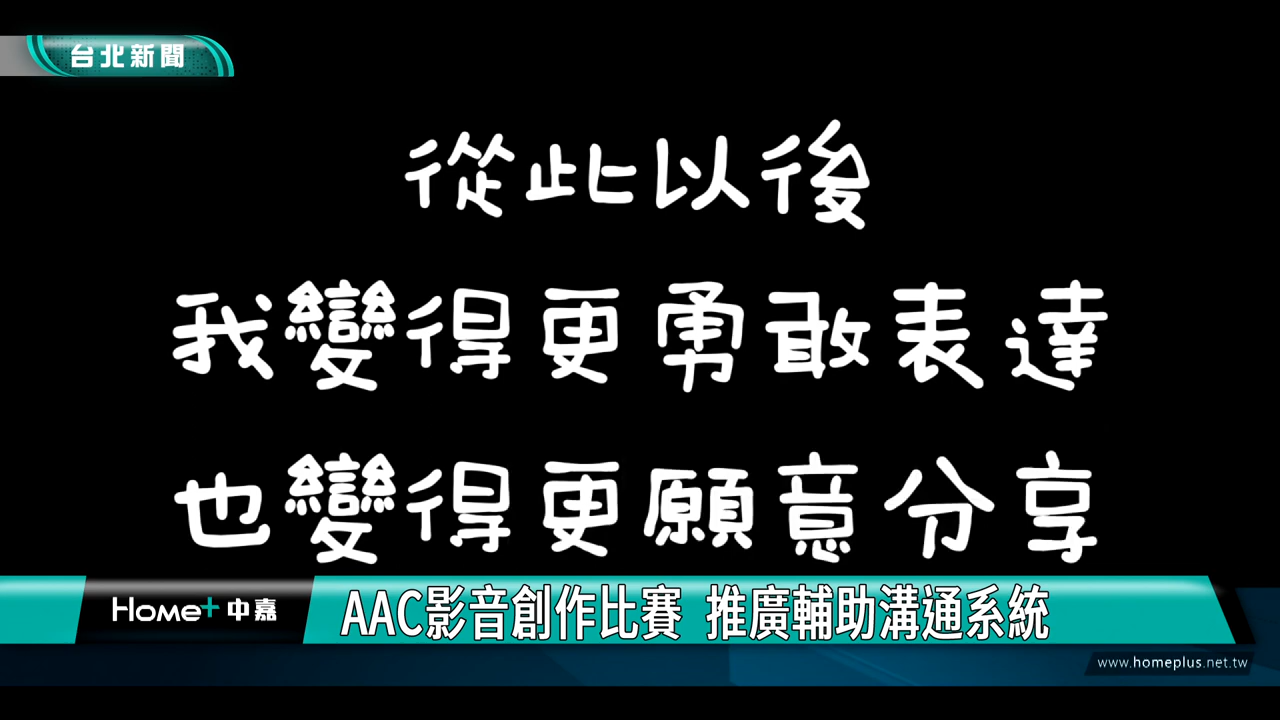 台北新聞
從此以後
我變得更勇敢表達
也變得更願意分享
Home+中嘉
AAC影音創作比賽 推廣輔助溝通系統
www.homeplus.net.tw